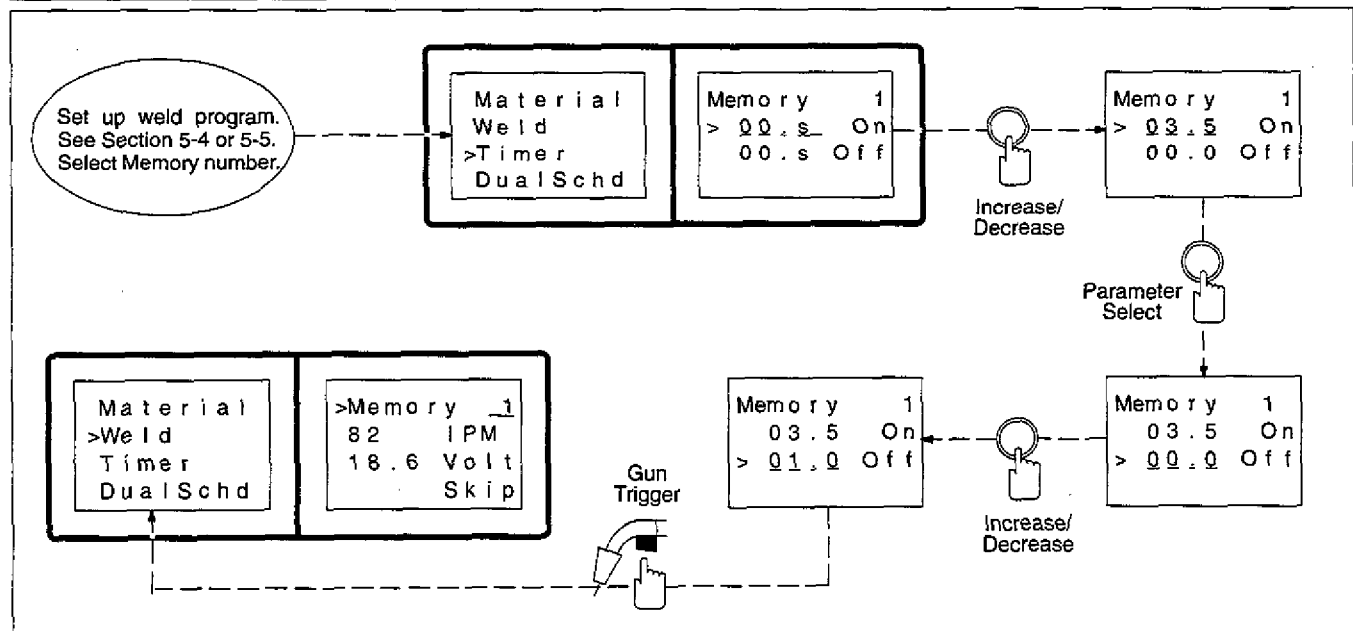 Set up weld program.
See Section 5-4 or 5-5.
Select Memory number.
Material
Weld
>Timer
DualSchd
Memory 1
> 00.s_ On
00.s Off
Increase/
Decrease
Memory 1
> 03.5 On
00.0 Off
Parameter
Select
Memory 1
03.5 On
> 00.0 Off
Increase/
Decrease
Memory 1
03.5 On
> 01.0 Off
Gun
Trigger
Material
>Weld
Timer
DualSchd
>Memory 1
82 IPM
18.6 Volt
Skip